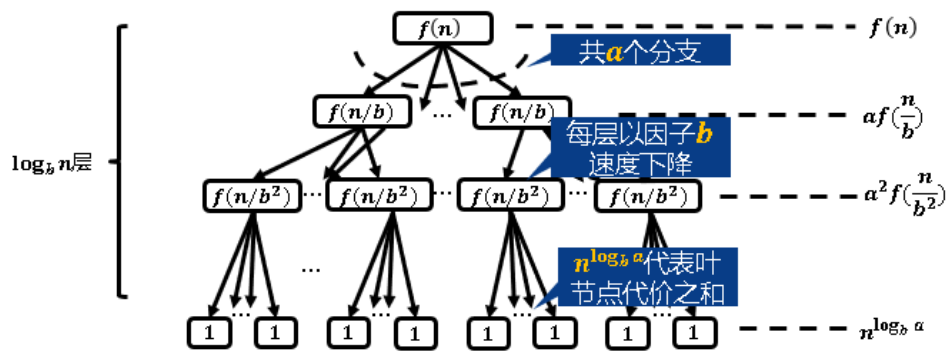 f(n)
f(n)
共a个分支
f(n/b)
...
f(n/b)
af(n/b)
每层以因子b
速度下降
log_b n层
f(n/b²)
...
f(n/b²)
...
f(n/b²)
...
f(n/b²)
a²f(n/b²)
...
n^{log_b a}代表叶
节点代价之和
...
...
...
...
1
1
1
1
1
1
1
1
n^{log_b a}